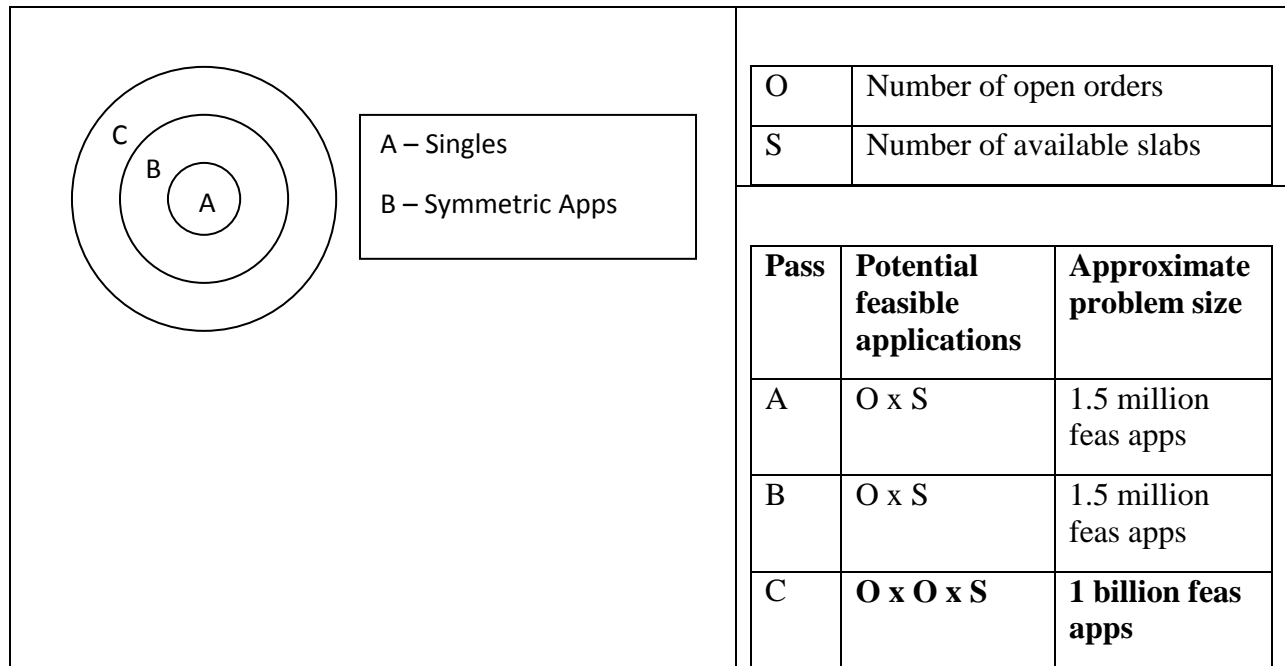 C
B
A
A – Singles
B – Symmetric Apps
O Number of open orders
S Number of available slabs
Pass Potential feasible applications Approximate problem size
A O x S 1.5 million feas apps
B O x S 1.5 million feas apps
C O x O x S 1 billion feas apps